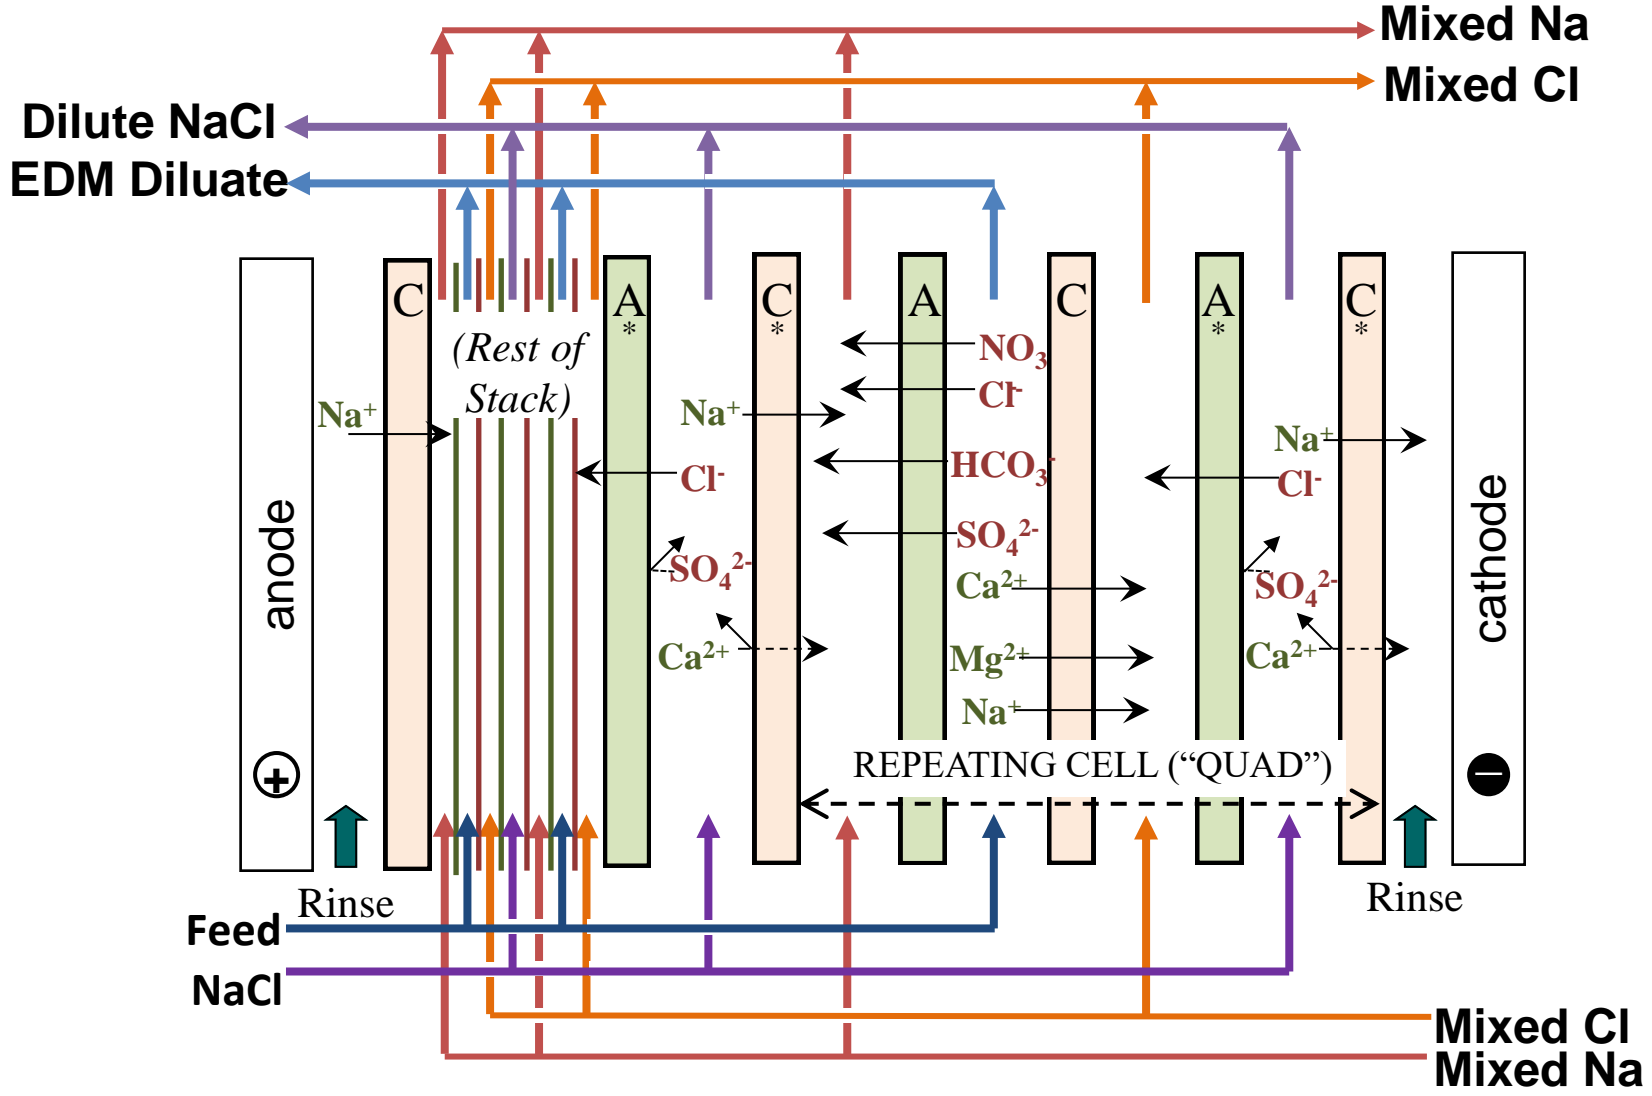 Mixed Na
Mixed Cl
Dilute NaCl
EDM Diluate
C
A
*
C
*
A
C
A
*
C
*
(Rest of
Stack)
NO3
Cl-
Na+
Na+
Na+
HCO3-
Cl-
Cl-
SO42-
SO42-
SO42-
Ca2+
Ca2+
Ca2+
Mg2+
Na+
anode
cathode
+
−
REPEATING CELL (“QUAD”)
Rinse
Rinse
Feed
NaCl
Mixed Cl
Mixed Na